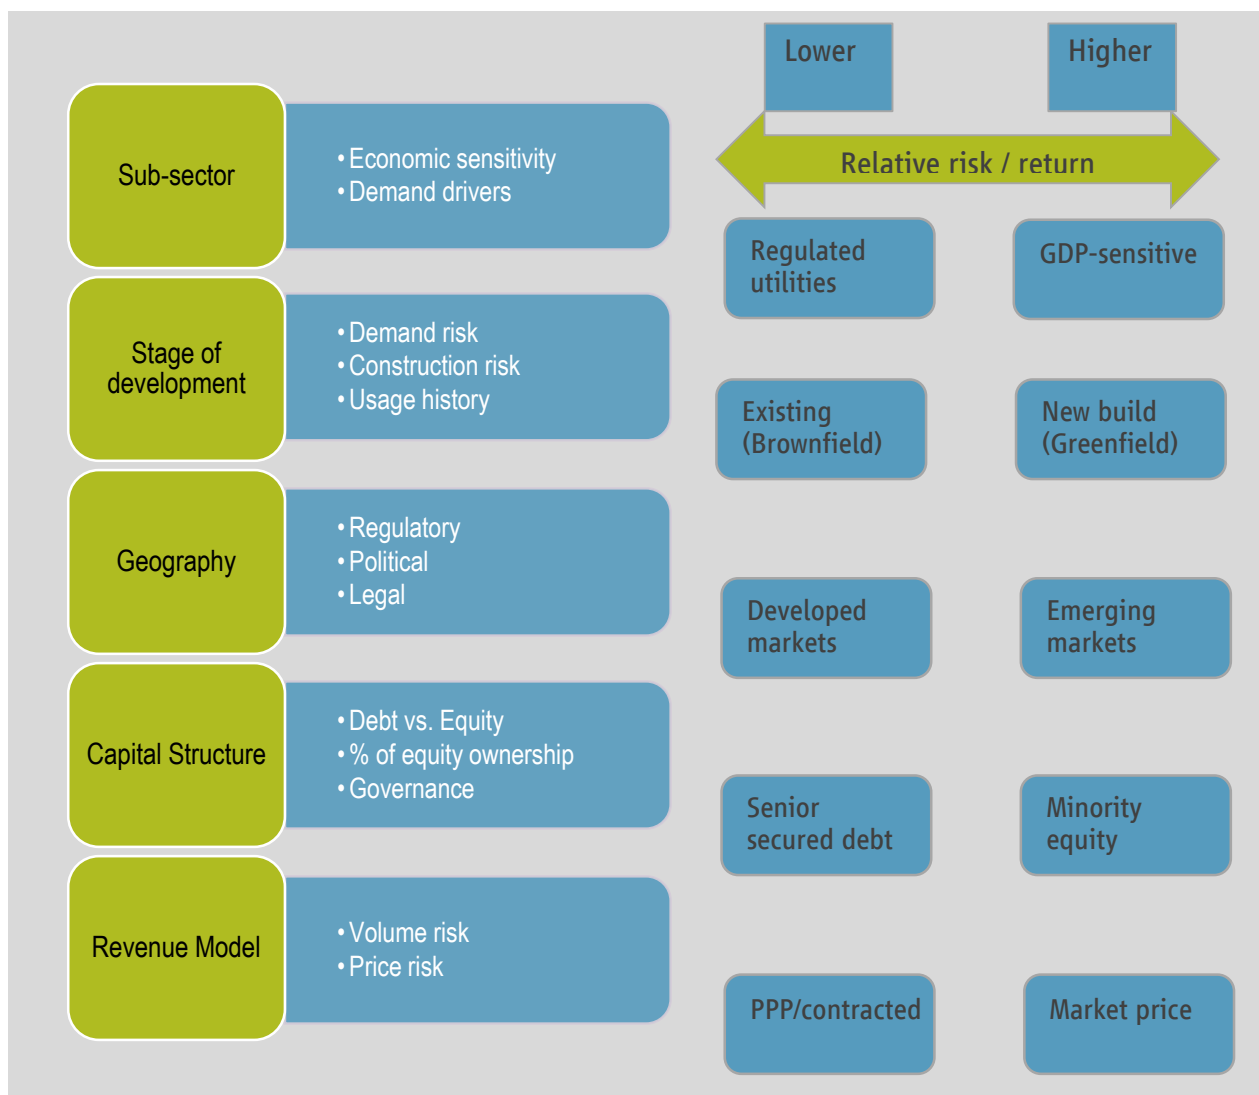 Lower
Higher
Relative risk / return
Sub-sector
• Economic sensitivity
• Demand drivers
Regulated
utilities
GDP-sensitive
Stage of
development
• Demand risk
• Construction risk
• Usage history
Existing
(Brownfield)
New build
(Greenfield)
Geography
• Regulatory
• Political
• Legal
Developed
markets
Emerging
markets
Capital Structure
• Debt vs. Equity
• % of equity ownership
• Governance
Senior
secured debt
Minority
equity
Revenue Model
• Volume risk
• Price risk
PPP/contracted
Market price